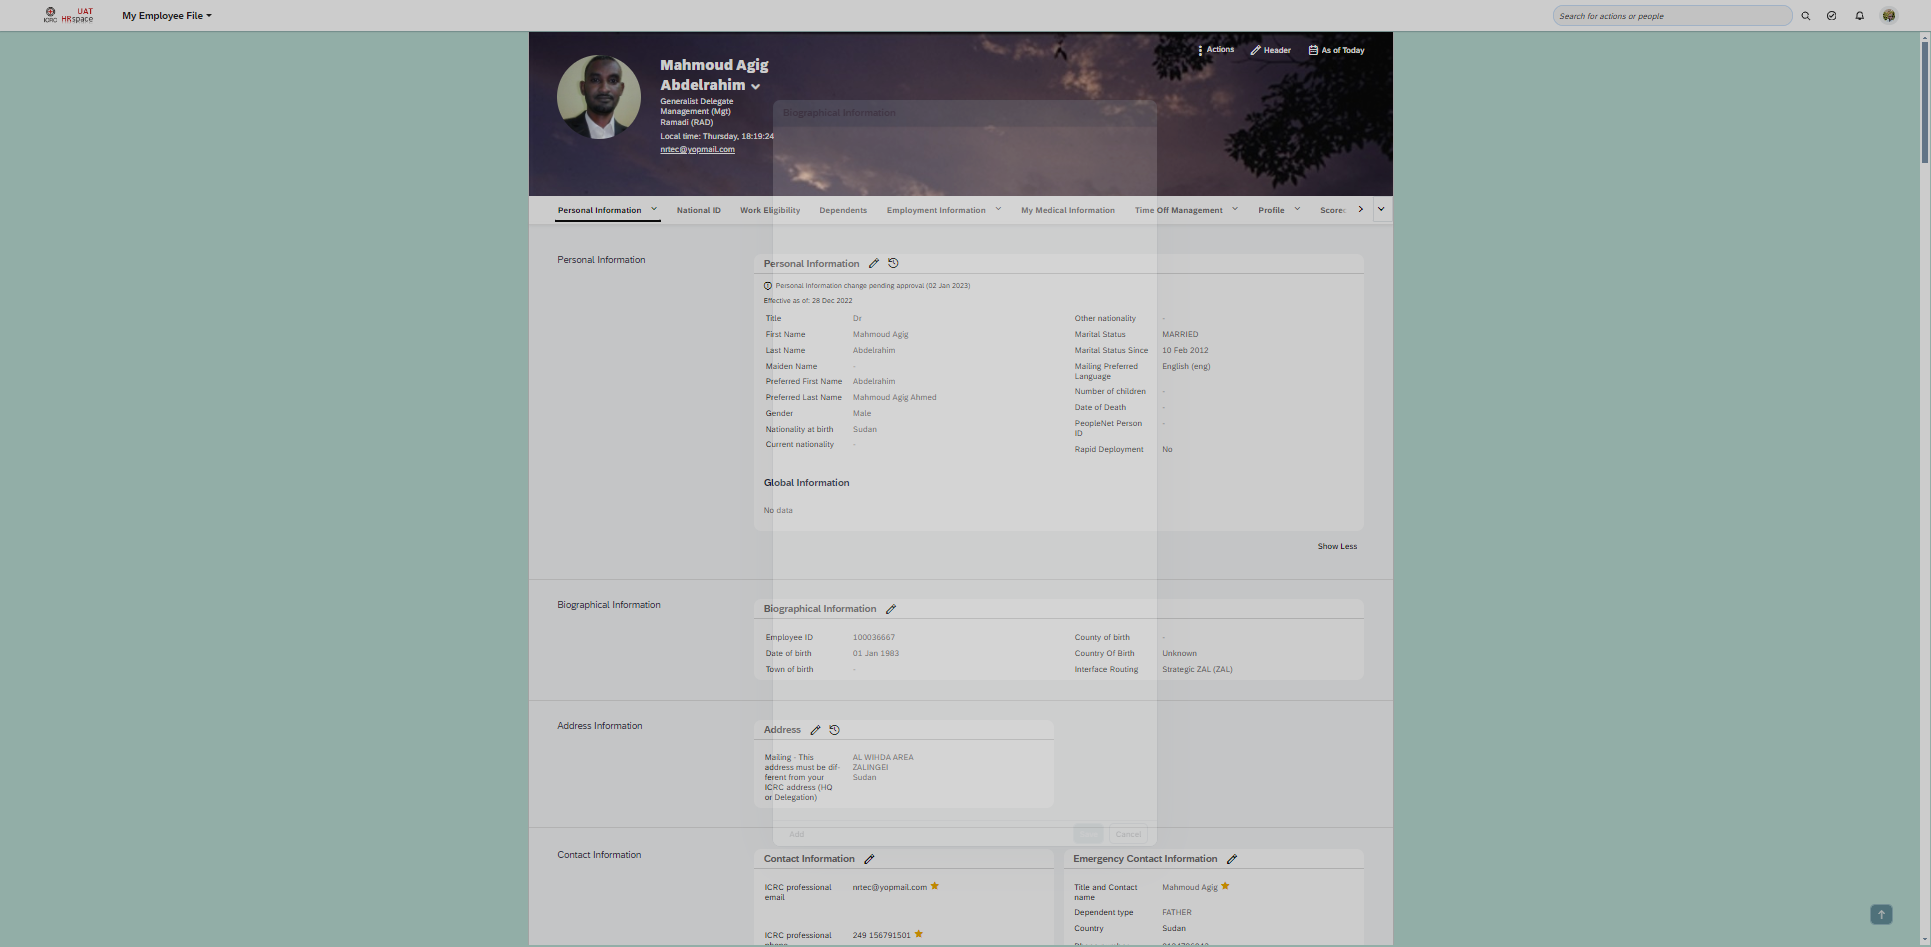 ICRC
UAT
HRspace
My Employee File
Search for actions or people
Mahmoud Agig
Abdelrahim
Generalist Delegate
Management (Mgt)
Ramadi (RAD)
Local time: Thursday, 18:19:24
nrtec@yopmail.com
Actions
Header
As of Today
Biographical Information
Personal Information
National ID
Work Eligibility
Dependents
Employment Information
My Medical Information
Time Off Management
Profile
Personal Information
Personal Information
Personal Information change pending approval (02 Jan 2023)
Effective as of: 28 Dec 2022
Title Dr
First Name Mahmoud Agig
Last Name Abdelrahim
Maiden Name -
Preferred First Name Abdelrahim
Preferred Last Name Mahmoud Agig Ahmed
Gender Male
Nationality at birth Sudan
Current nationality -
Other nationality -
Marital Status MARRIED
Marital Status Since 10 Feb 2012
Mailing Preferred English (eng)
Language
Number of children -
Date of Death -
PeopleNet Person -
ID
Rapid Deployment No
Global Information
No data
Show Less
Biographical Information
Biographical Information
Employee ID 100036667
Date of birth 01 Jan 1983
Town of birth -
County of birth -
Country Of Birth Unknown
Interface Routing Strategic ZAL (ZAL)
Address Information
Address
Mailing - This AL WIHDA AREA
address must be dif- ZALINGEI
ferent from your Sudan
ICRC address (HQ
or Delegation)
Add
Cancel
Contact Information
Contact Information
ICRC professional nrtec@yopmail.com
email
ICRC professional 249 156791501
Emergency Contact Information
Title and Contact Mahmoud Agig
name
Dependent type FATHER
Country Sudan